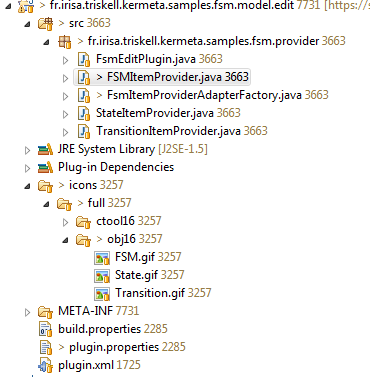 > fr.irisa.triskell.kermeta.samples.fsm.model.edit 7731 [https://s
> src 3663
> fr.irisa.triskell.kermeta.samples.fsm.provider 3663
FsmEditPlugin.java 3663
> FSMItemProvider.java 3663
> FsmItemProviderAdapterFactory.java 3663
StateItemProvider.java 3663
TransitionItemProvider.java 3663
JRE System Library [J2SE-1.5]
Plug-in Dependencies
> icons 3257
> full 3257
ctool16 3257
> obj16 3257
FSM.gif 3257
State.gif 3257
Transition.gif 3257
META-INF 7731
build.properties 2285
> plugin.properties 2285
plugin.xml 1725